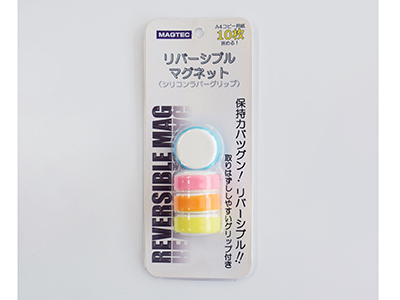 MAGTEC
A4コピー用紙
10枚
挟める!
リバーシブル
マグネット
(シリコンラバーグリップ)
保持力バツグン! リバーシブル!!
取りはずししやすいグリップ付き
REVERSIBLE MAG